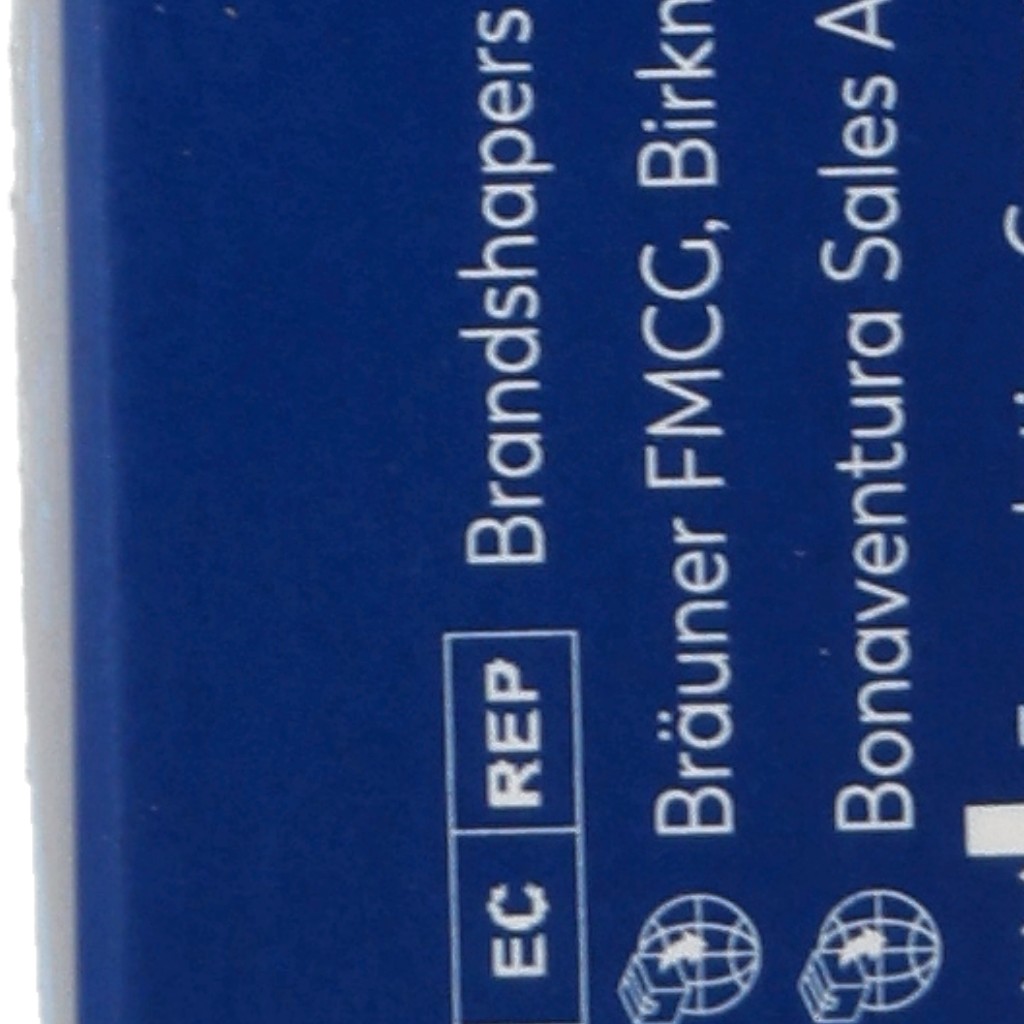 EC REP Brandshapers
Bräuner FMCG, Birkn
Bonaventura Sales A